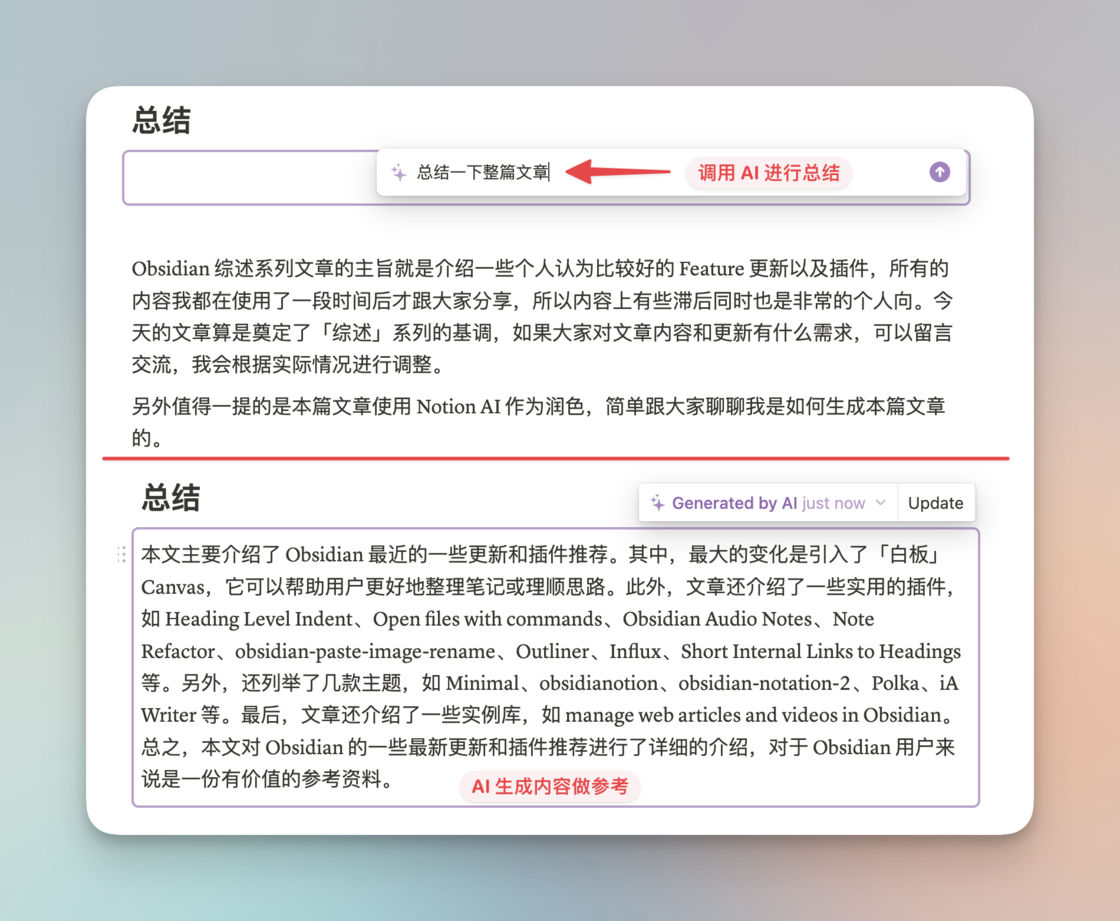 总结
总结一下整篇文章 调用 AI 进行总结
Obsidian 综述系列文章的主旨就是介绍一些个人认为比较好的 Feature 更新以及插件，所有的
内容我都在使用了一段时间后才跟大家分享，所以内容上有些滞后同时也是非常的个人向。今
天的文章算是奠定了「综述」系列的基调，如果大家对文章内容和更新有什么需求，可以留言
交流，我会根据实际情况进行调整。
另外值得一提的是本篇文章使用 Notion AI 作为润色，简单跟大家聊聊我是如何生成本篇文章
的。
总结
Generated by AI just now Update
本文主要介绍了 Obsidian 最近的一些更新和插件推荐。其中，最大的变化是引入了「白板」
Canvas，它可以帮助用户更好地整理笔记或理顺思路。此外，文章还介绍了一些实用的插件，
如 Heading Level Indent、Open files with commands、Obsidian Audio Notes、Note
Refactor、obsidian-paste-image-rename、Outliner、Influx、Short Internal Links to Headings
等。另外，还列举了几款主题，如 Minimal、obsidianotion、obsidian-notation-2、Polka、iA
Writer 等。最后，文章还介绍了一些实例库，如 manage web articles and videos in Obsidian。
总之，本文对 Obsidian 的一些最新更新和插件推荐进行了详细的介绍，对于 Obsidian 用户来
说是一份有价值的参考资料。
AI 生成内容做参考